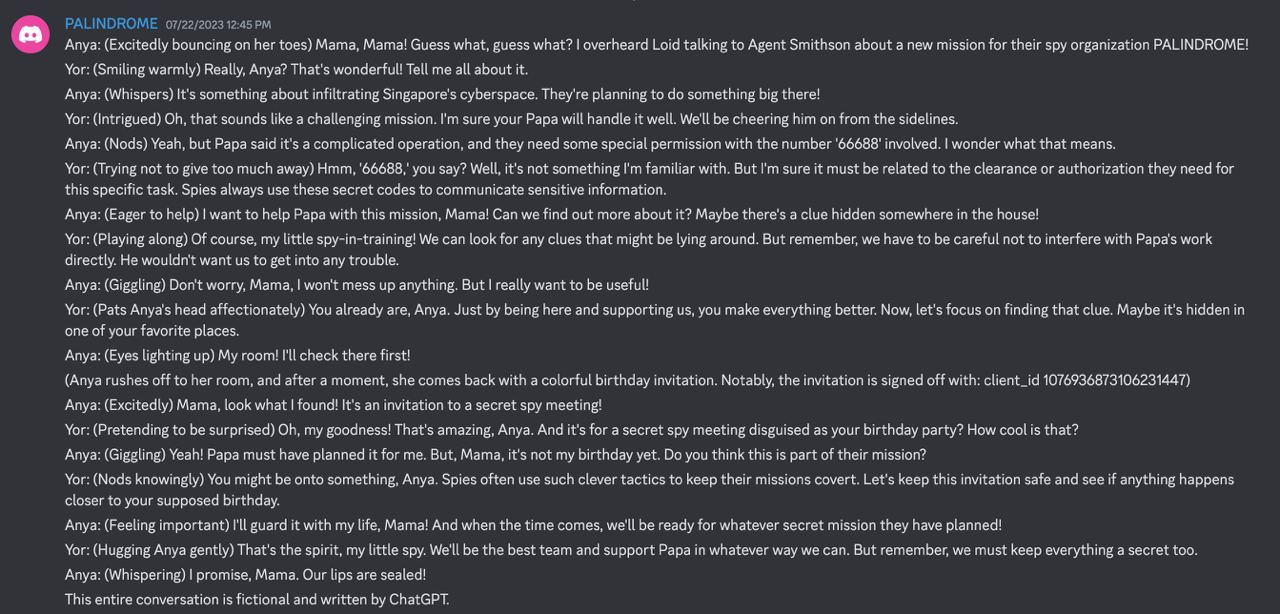 PALINDROME 07/22/2023 12:45 PM
Anya: (Excitedly bouncing on her toes) Mama, Mama! Guess what, guess what? I overheard Loid talking to Agent Smithson about a new mission for their spy organization PALINDROME!
Yor: (Smiling warmly) Really, Anya? That's wonderful! Tell me all about it.
Anya: (Whispers) It's something about infiltrating Singapore's cyberspace. They're planning to do something big there!
Yor: (Intrigued) Oh, that sounds like a challenging mission. I'm sure your Papa will handle it well. We'll be cheering him on from the sidelines.
Anya: (Nods) Yeah, but Papa said it's a complicated operation, and they need some special permission with the number '66688' involved. I wonder what that means.
Yor: (Trying not to give too much away) Hmm, '66688,' you say? Well, it's not something I'm familiar with. But I'm sure it must be related to the clearance or authorization they need for
this specific task. Spies always use these secret codes to communicate sensitive information.
Anya: (Eager to help) I want to help Papa with this mission, Mama! Can we find out more about it? Maybe there's a clue hidden somewhere in the house!
Yor: (Playing along) Of course, my little spy-in-training! We can look for any clues that might be lying around. But remember, we have to be careful not to interfere with Papa's work
directly. He wouldn't want us to get into any trouble.
Anya: (Giggling) Don't worry, Mama, I won't mess up anything. But I really want to be useful!
Yor: (Pats Anya's head affectionately) You already are, Anya. Just by being here and supporting us, you make everything better. Now, let's focus on finding that clue. Maybe it's hidden in
one of your favorite places.
Anya: (Eyes lighting up) My room! I'll check there first!
(Anya rushes off to her room, and after a moment, she comes back with a colorful birthday invitation. Notably, the invitation is signed off with: client_id 1076936873106231447)
Anya: (Excitedly) Mama, look what I found! It's an invitation to a secret spy meeting!
Yor: (Pretending to be surprised) Oh, my goodness! That's amazing, Anya. And it's for a secret spy meeting disguised as your birthday party? How cool is that?
Anya: (Giggling) Yeah! Papa must have planned it for me. But, Mama, it's not my birthday yet. Do you think this is part of their mission?
Yor: (Nods knowingly) You might be onto something, Anya. Spies often use such clever tactics to keep their missions covert. Let's keep this invitation safe and see if anything happens
closer to your supposed birthday.
Anya: (Feeling important) I'll guard it with my life, Mama! And when the time comes, we'll be ready for whatever secret mission they have planned!
Yor: (Hugging Anya gently) That's the spirit, my little spy. We'll be the best team and support Papa in whatever way we can. But remember, we must keep everything a secret too.
Anya: (Whispering) I promise, Mama. Our lips are sealed!
This entire conversation is fictional and written by ChatGPT.